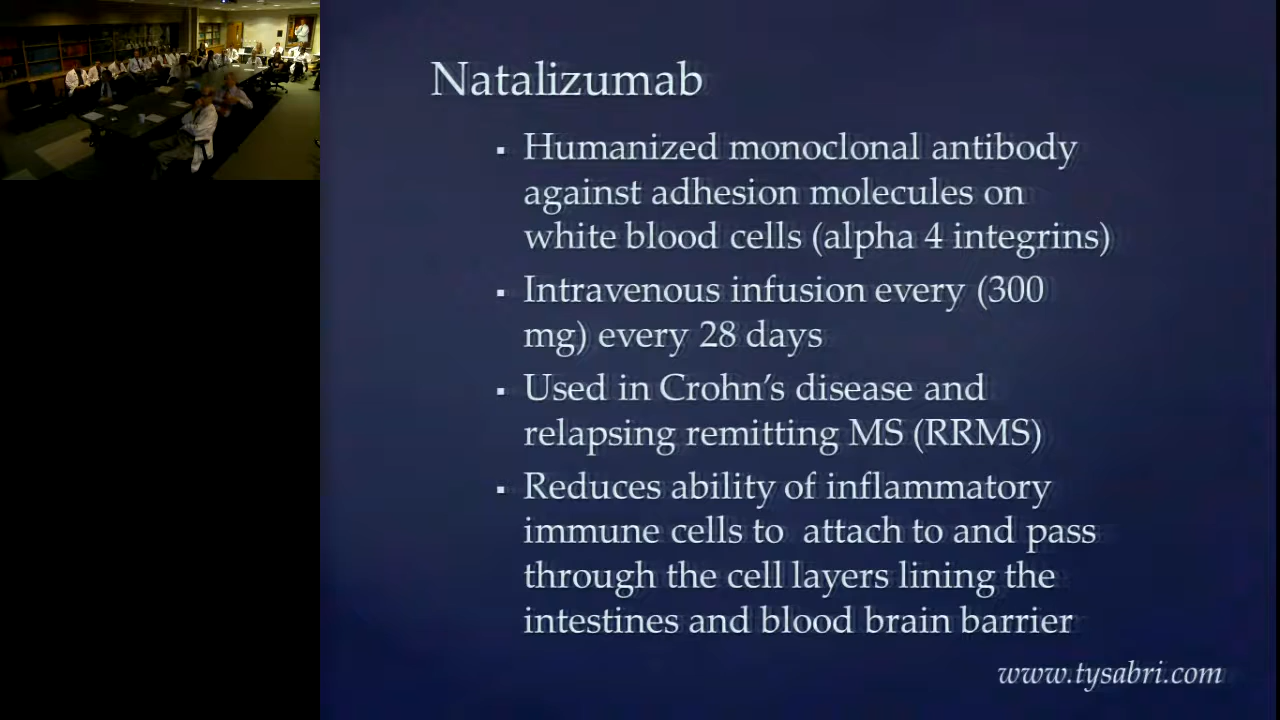 Natalizumab
▪ Humanized monoclonal antibody
against adhesion molecules on
white blood cells (alpha 4 integrins)
▪ Intravenous infusion every (300
mg) every 28 days
▪ Used in Crohn's disease and
relapsing remitting MS (RRMS)
▪ Reduces ability of inflammatory
immune cells to  attach to and pass
through the cell layers lining the
intestines and blood brain barrier
www.tysabri.com